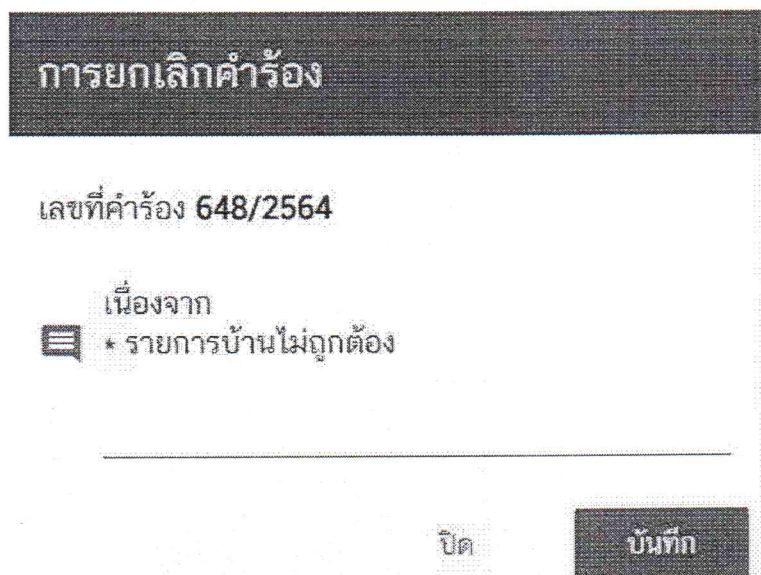 การยกเลิกคำร้อง
เลขที่คำร้อง 648/2564
เนื่องจาก
* รายการบ้านไม่ถูกต้อง
ปิด
บันทึก